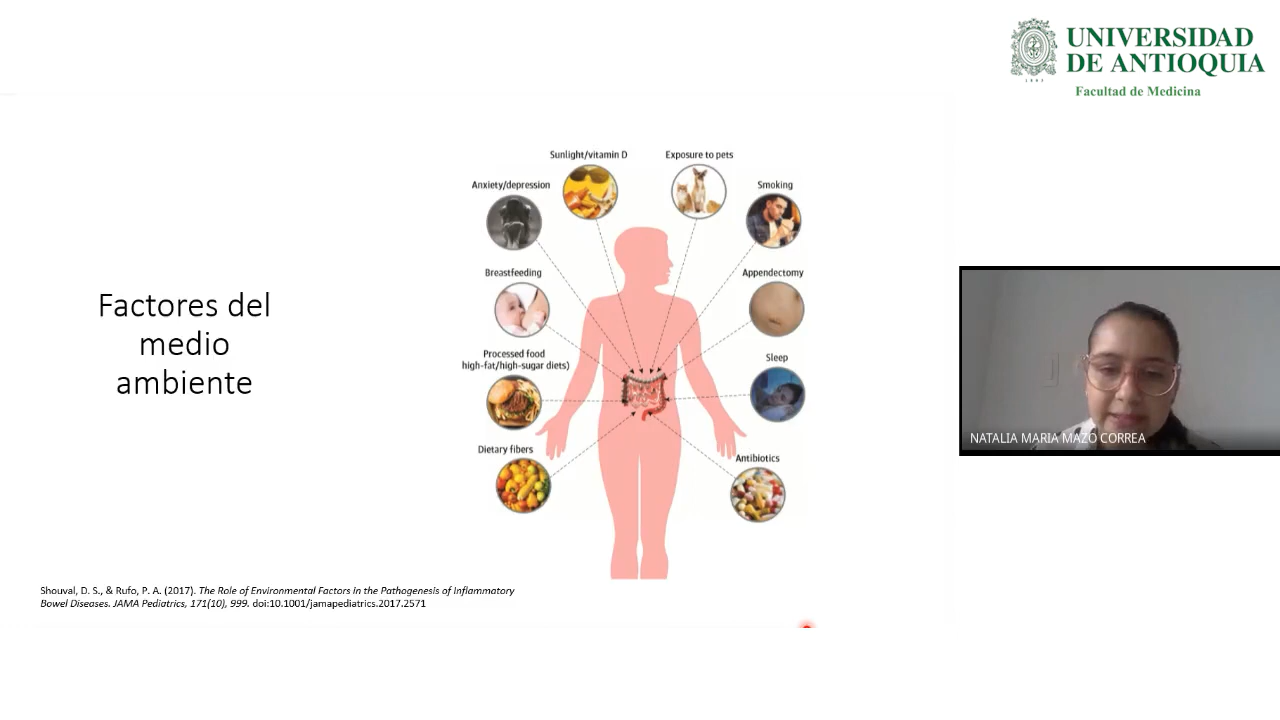 UNIVERSIDAD
DE ANTIOQUIA
1803
Facultad de Medicina
Factores del
medio
ambiente
Sunlight/vitamin D
Exposure to pets
Anxiety/depression
Smoking
Breastfeeding
Appendectomy
Processed food
high-fat/high-sugar diets)
Sleep
Dietary fibers
Antibiotics
Shouval, D. S., & Rufo, P. A. (2017). The Role of Environmental Factors in the Pathogenesis of Inflammatory
Bowel Diseases. JAMA Pediatrics, 171(10), 999. doi:10.1001/jamapediatrics.2017.2571
NATALIA MARIA MAZO CORREA